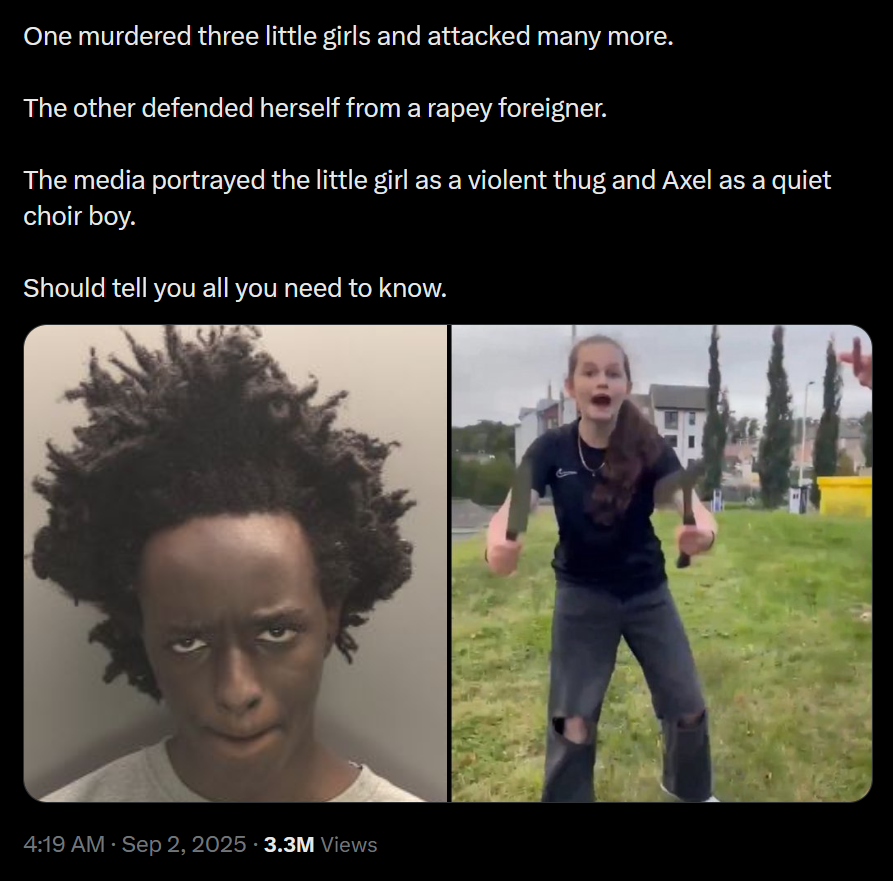 One murdered three little girls and attacked many more.
The other defended herself from a rapey foreigner.
The media portrayed the little girl as a violent thug and Axel as a quiet
choir boy.
Should tell you all you need to know.
4:19 AM · Sep 2, 2025 · 3.3M Views